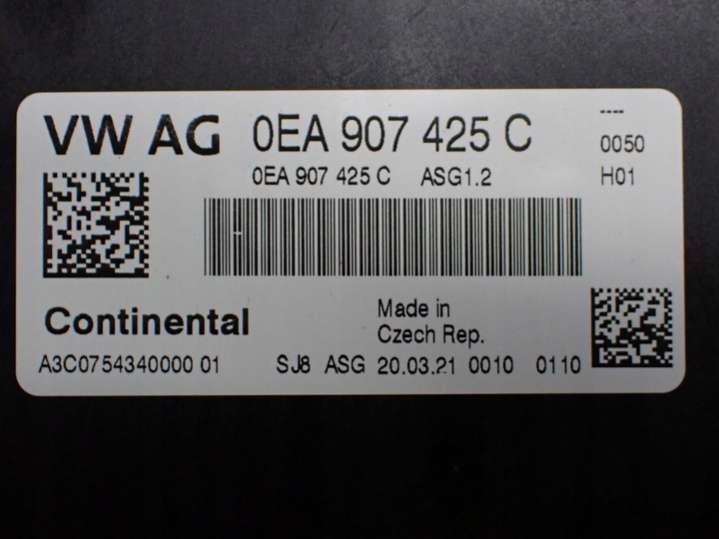 VW AG 0EA 907 425 C ----
0050
0EA 907 425 C ASG1.2 H01
Continental
Made in
Czech Rep.
A3C0754340000 01 SJ8 ASG 20.03.21 0010 0110